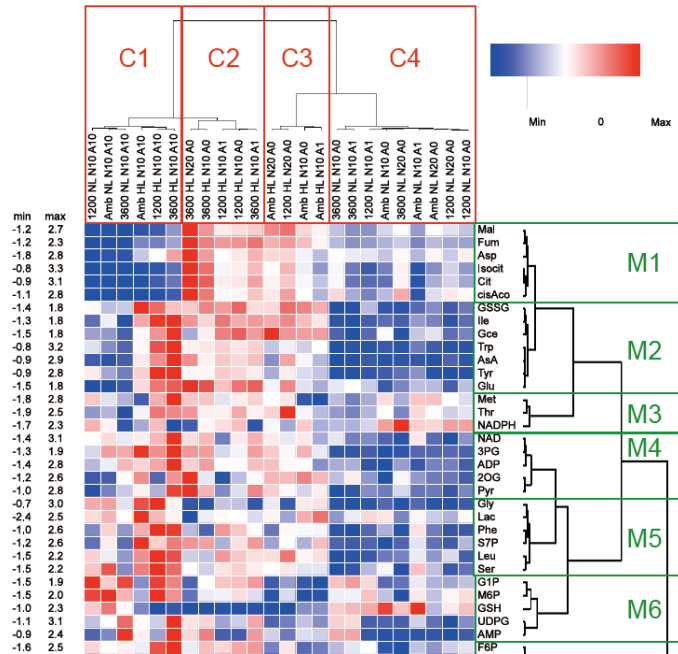 C1
C2
C3
C4
Min
0
Max
1200 NL N10 A10
Amb NL N10 A10
3600 NL N10 A10
Amb HL N10 A10
1200 HL N10 A10
3600 HL N10 A10
3600 HL N20 A0
3600 HL N10 A0
1200 HL N10 A1
1200 HL N10 A0
3600 HL N10 A1
Amb HL N20 A0
1200 HL N20 A0
Amb HL N10 A0
Amb HL N10 A1
3600 NL N10 A0
3600 NL N10 A1
1200 NL N10 A1
Amb NL N10 A0
3600 NL N20 A0
Amb NL N10 A1
Amb NL N20 A0
1200 NL N20 A0
1200 NL N10 A0
min max
-1.2 2.7 Mal
-1.2 2.3 Fum
-1.8 2.8 Asp
-0.8 3.3 Isocit
-0.9 3.1 Cit
-1.1 2.8 cisAco
M1
-1.4 1.8 GSSG
-1.3 1.8 Ile
-1.5 1.8 Gce
-0.8 3.2 Trp
-0.9 2.9 AsA
-0.9 2.8 Tyr
-1.5 1.8 Glu
M2
-1.8 2.8 Met
-1.9 2.5 Thr
-1.7 2.3 NADPH
M3
-1.4 3.1 NAD
-1.3 1.9 3PG
-1.4 2.8 ADP
-1.2 2.6 2OG
-1.0 2.8 Pyr
M4
-0.7 3.0 Gly
-2.4 2.5 Lac
-1.0 2.6 Phe
-1.2 2.6 S7P
-1.5 2.2 Leu
-1.5 2.2 Ser
M5
-1.5 1.9 G1P
-1.5 2.0 M6P
-1.0 2.3 GSH
-1.1 3.1 UDPG
-0.9 2.4 AMP
M6
-1.6 2.5 F6P